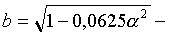 b = √(1 − 0,0625α²) −